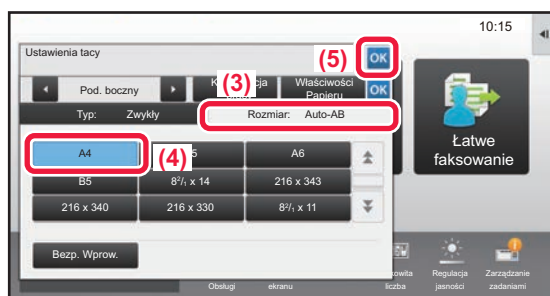 10:15
Ustawienia tacy
(5)
OK
Pod. boczny
(3)
Właściwości
Papieru
OK
Typ: Zwykły
Rozmiar: Auto-AB
A4
(4)
5
A6
B5
8²/₁ x 14
216 x 343
216 x 340
216 x 330
8²/₁ x 11
Bezp. Wprow.
Łatwe
faksowanie
Obsługi
ekranu
liczba
Regulacja
jasności
Zarządzanie
zadaniami